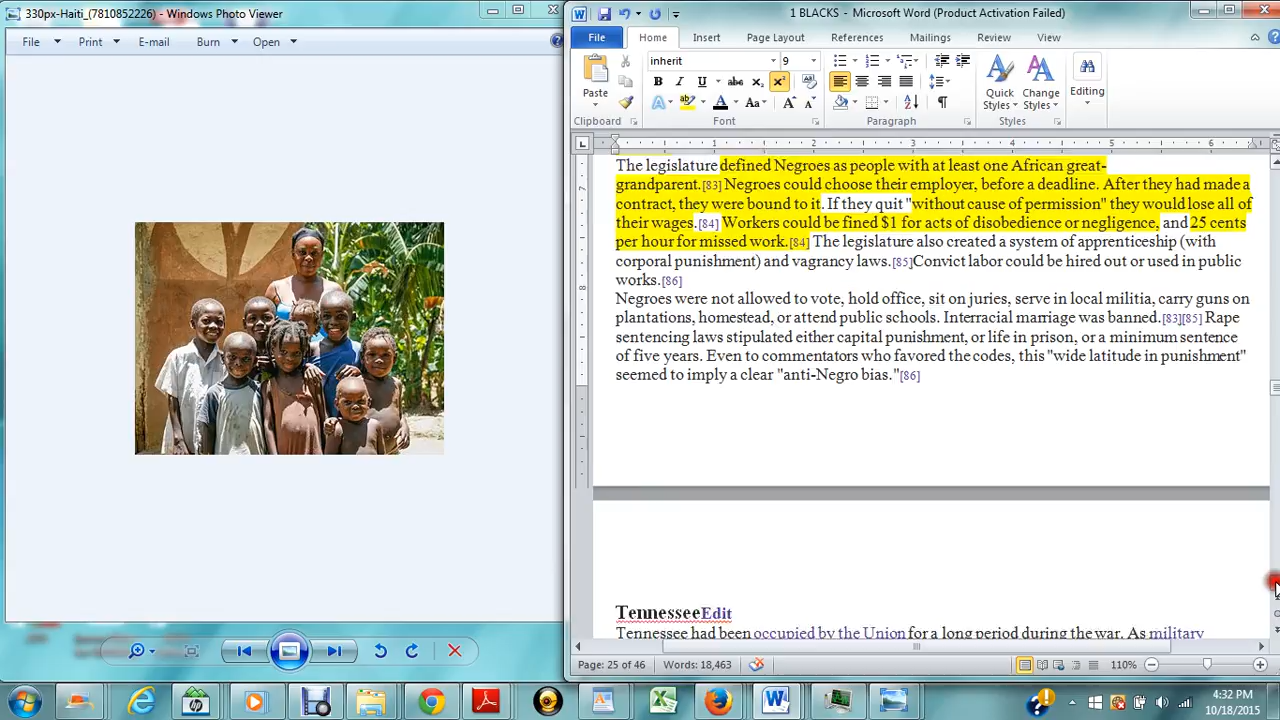 330px-Haiti_(7810852226) - Windows Photo Viewer
File Print E-mail Burn Open
1 BLACKS - Microsoft Word (Product Activation Failed)
File Home Insert Page Layout References Mailings Review View
inherit 9
Paste
B I U abc x₂ x²
A A Aa A A
Quick Styles
Change Styles
Editing
Clipboard Font Paragraph Styles
1 2 3 4 5 6
The legislature defined Negroes as people with at least one African great-
grandparent.[83] Negroes could choose their employer, before a deadline. After they had made a
contract, they were bound to it. If they quit "without cause of permission" they would lose all of
their wages.[84] Workers could be fined $1 for acts of disobedience or negligence, and 25 cents
per hour for missed work.[84] The legislature also created a system of apprenticeship (with
corporal punishment) and vagrancy laws.[85]Convict labor could be hired out or used in public
works.[86]
Negroes were not allowed to vote, hold office, sit on juries, serve in local militia, carry guns on
plantations, homestead, or attend public schools. Interracial marriage was banned.[83][85] Rape
sentencing laws stipulated either capital punishment, or life in prison, or a minimum sentence
of five years. Even to commentators who favored the codes, this "wide latitude in punishment"
seemed to imply a clear "anti-Negro bias."[86]
TennesseeEdit
Tennessee had been occupied by the Union for a long period during the war. As military
Page: 25 of 46 Words: 18,463 110%
4:32 PM
10/18/2015